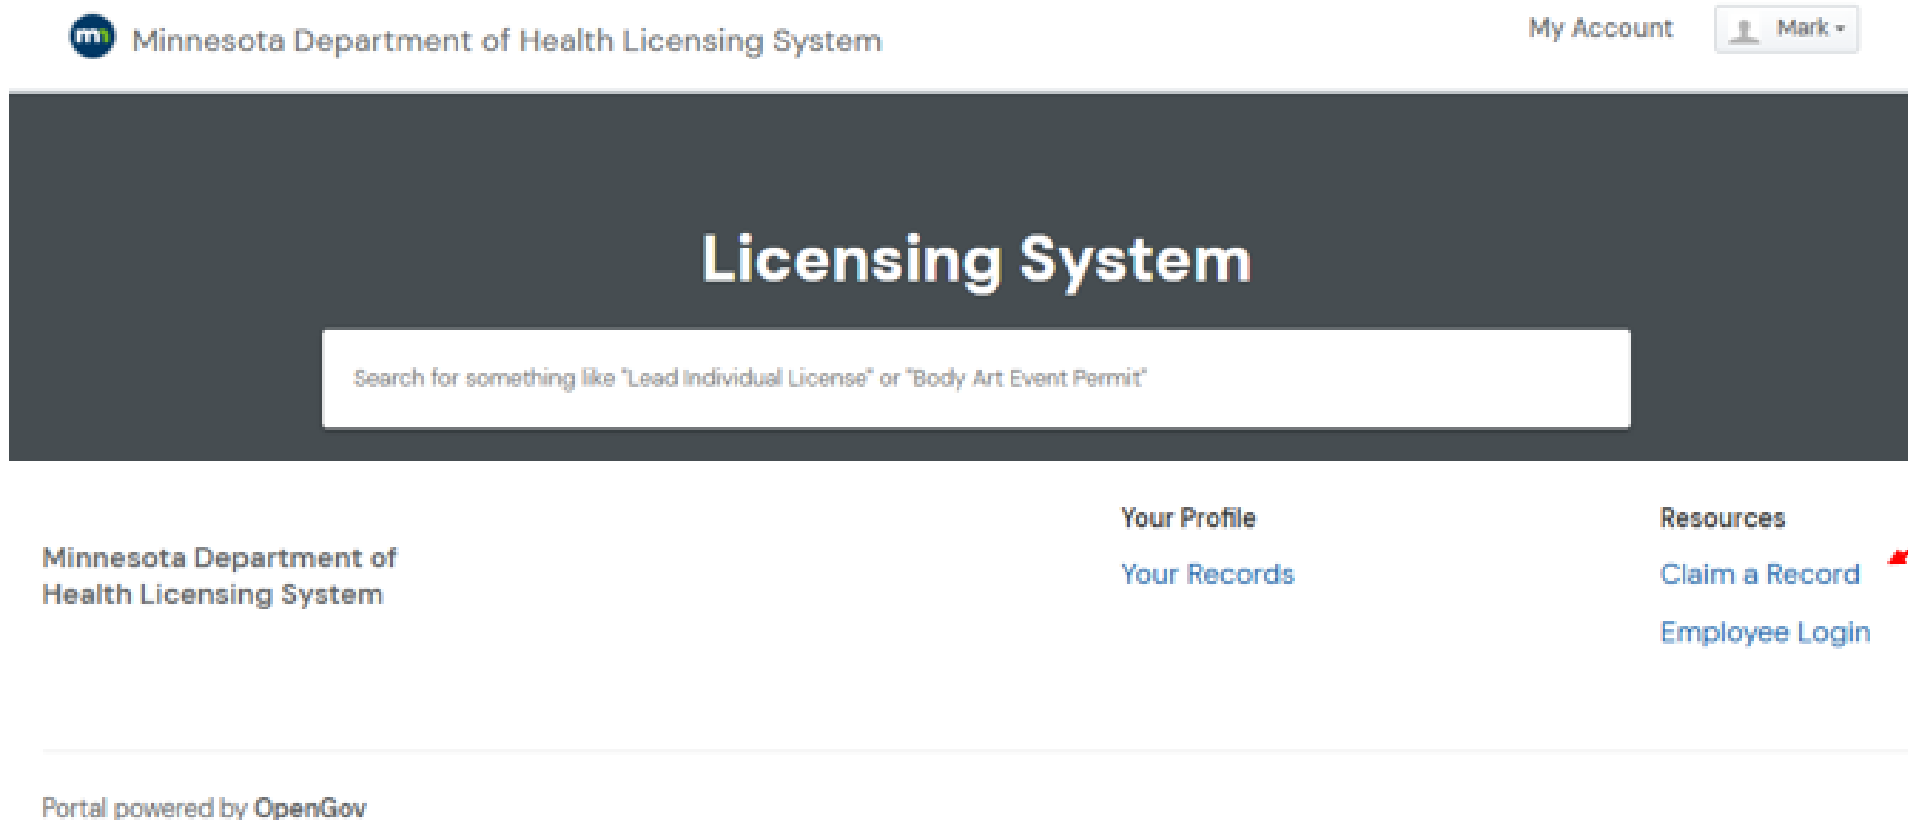 mn Minnesota Department of Health Licensing System
My Account
Mark
Licensing System
Search for something like "Lead Individual License" or "Body Art Event Permit"
Minnesota Department of
Health Licensing System
Your Profile
Your Records
Resources
Claim a Record
Employee Login
Portal powered by OpenGov